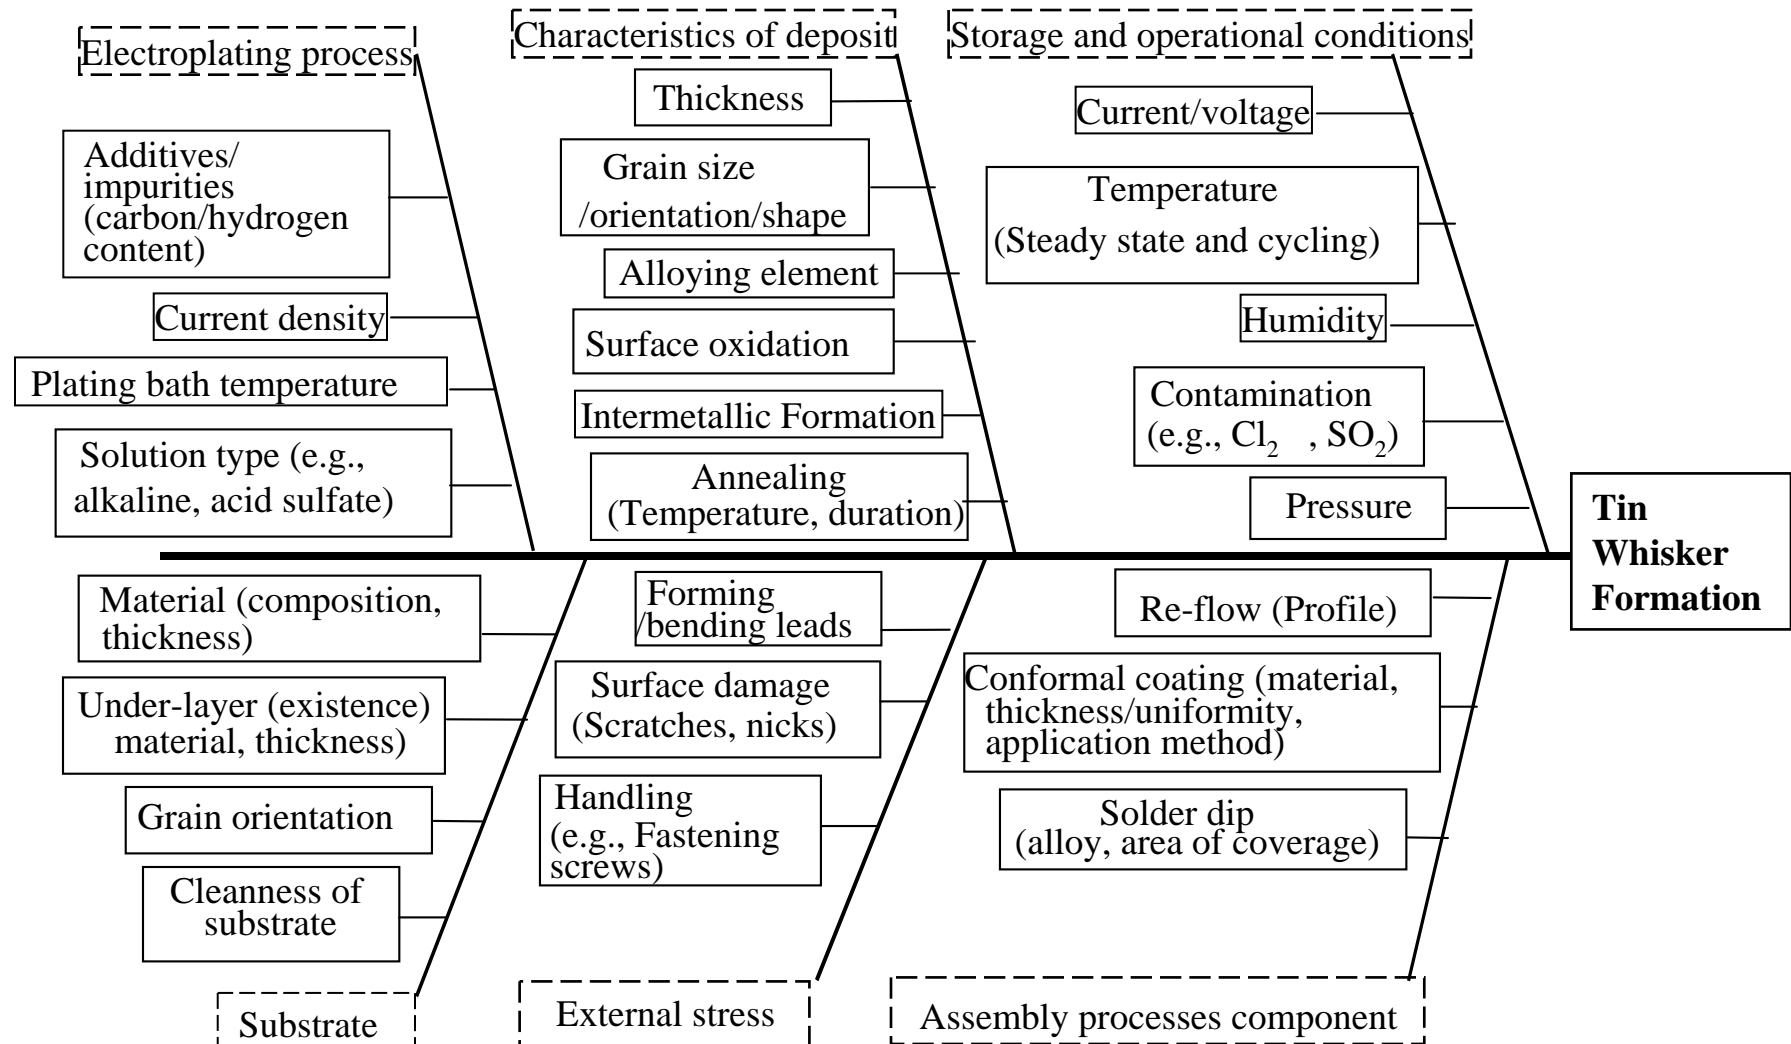 Electroplating process
Additives/
impurities
(carbon/hydrogen
content)
Current density
Plating bath temperature
Solution type (e.g.,
alkaline, acid sulfate)
Characteristics of deposit
Thickness
Grain size
/orientation/shape
Alloying element
Surface oxidation
Intermetallic Formation
Annealing
(Temperature, duration)
Storage and operational conditions
Current/voltage
Temperature
(Steady state and cycling)
Humidity
Contamination
(e.g., Cl₂ , SO₂)
Pressure
Tin
Whisker
Formation
Material (composition,
thickness)
Under-layer (existence)
material, thickness)
Grain orientation
Cleanness of
substrate
Substrate
Forming
/bending leads
Surface damage
(Scratches, nicks)
Handling
(e.g., Fastening
screws)
External stress
Re-flow (Profile)
Conformal coating (material,
thickness/uniformity,
application method)
Solder dip
(alloy, area of coverage)
Assembly processes component